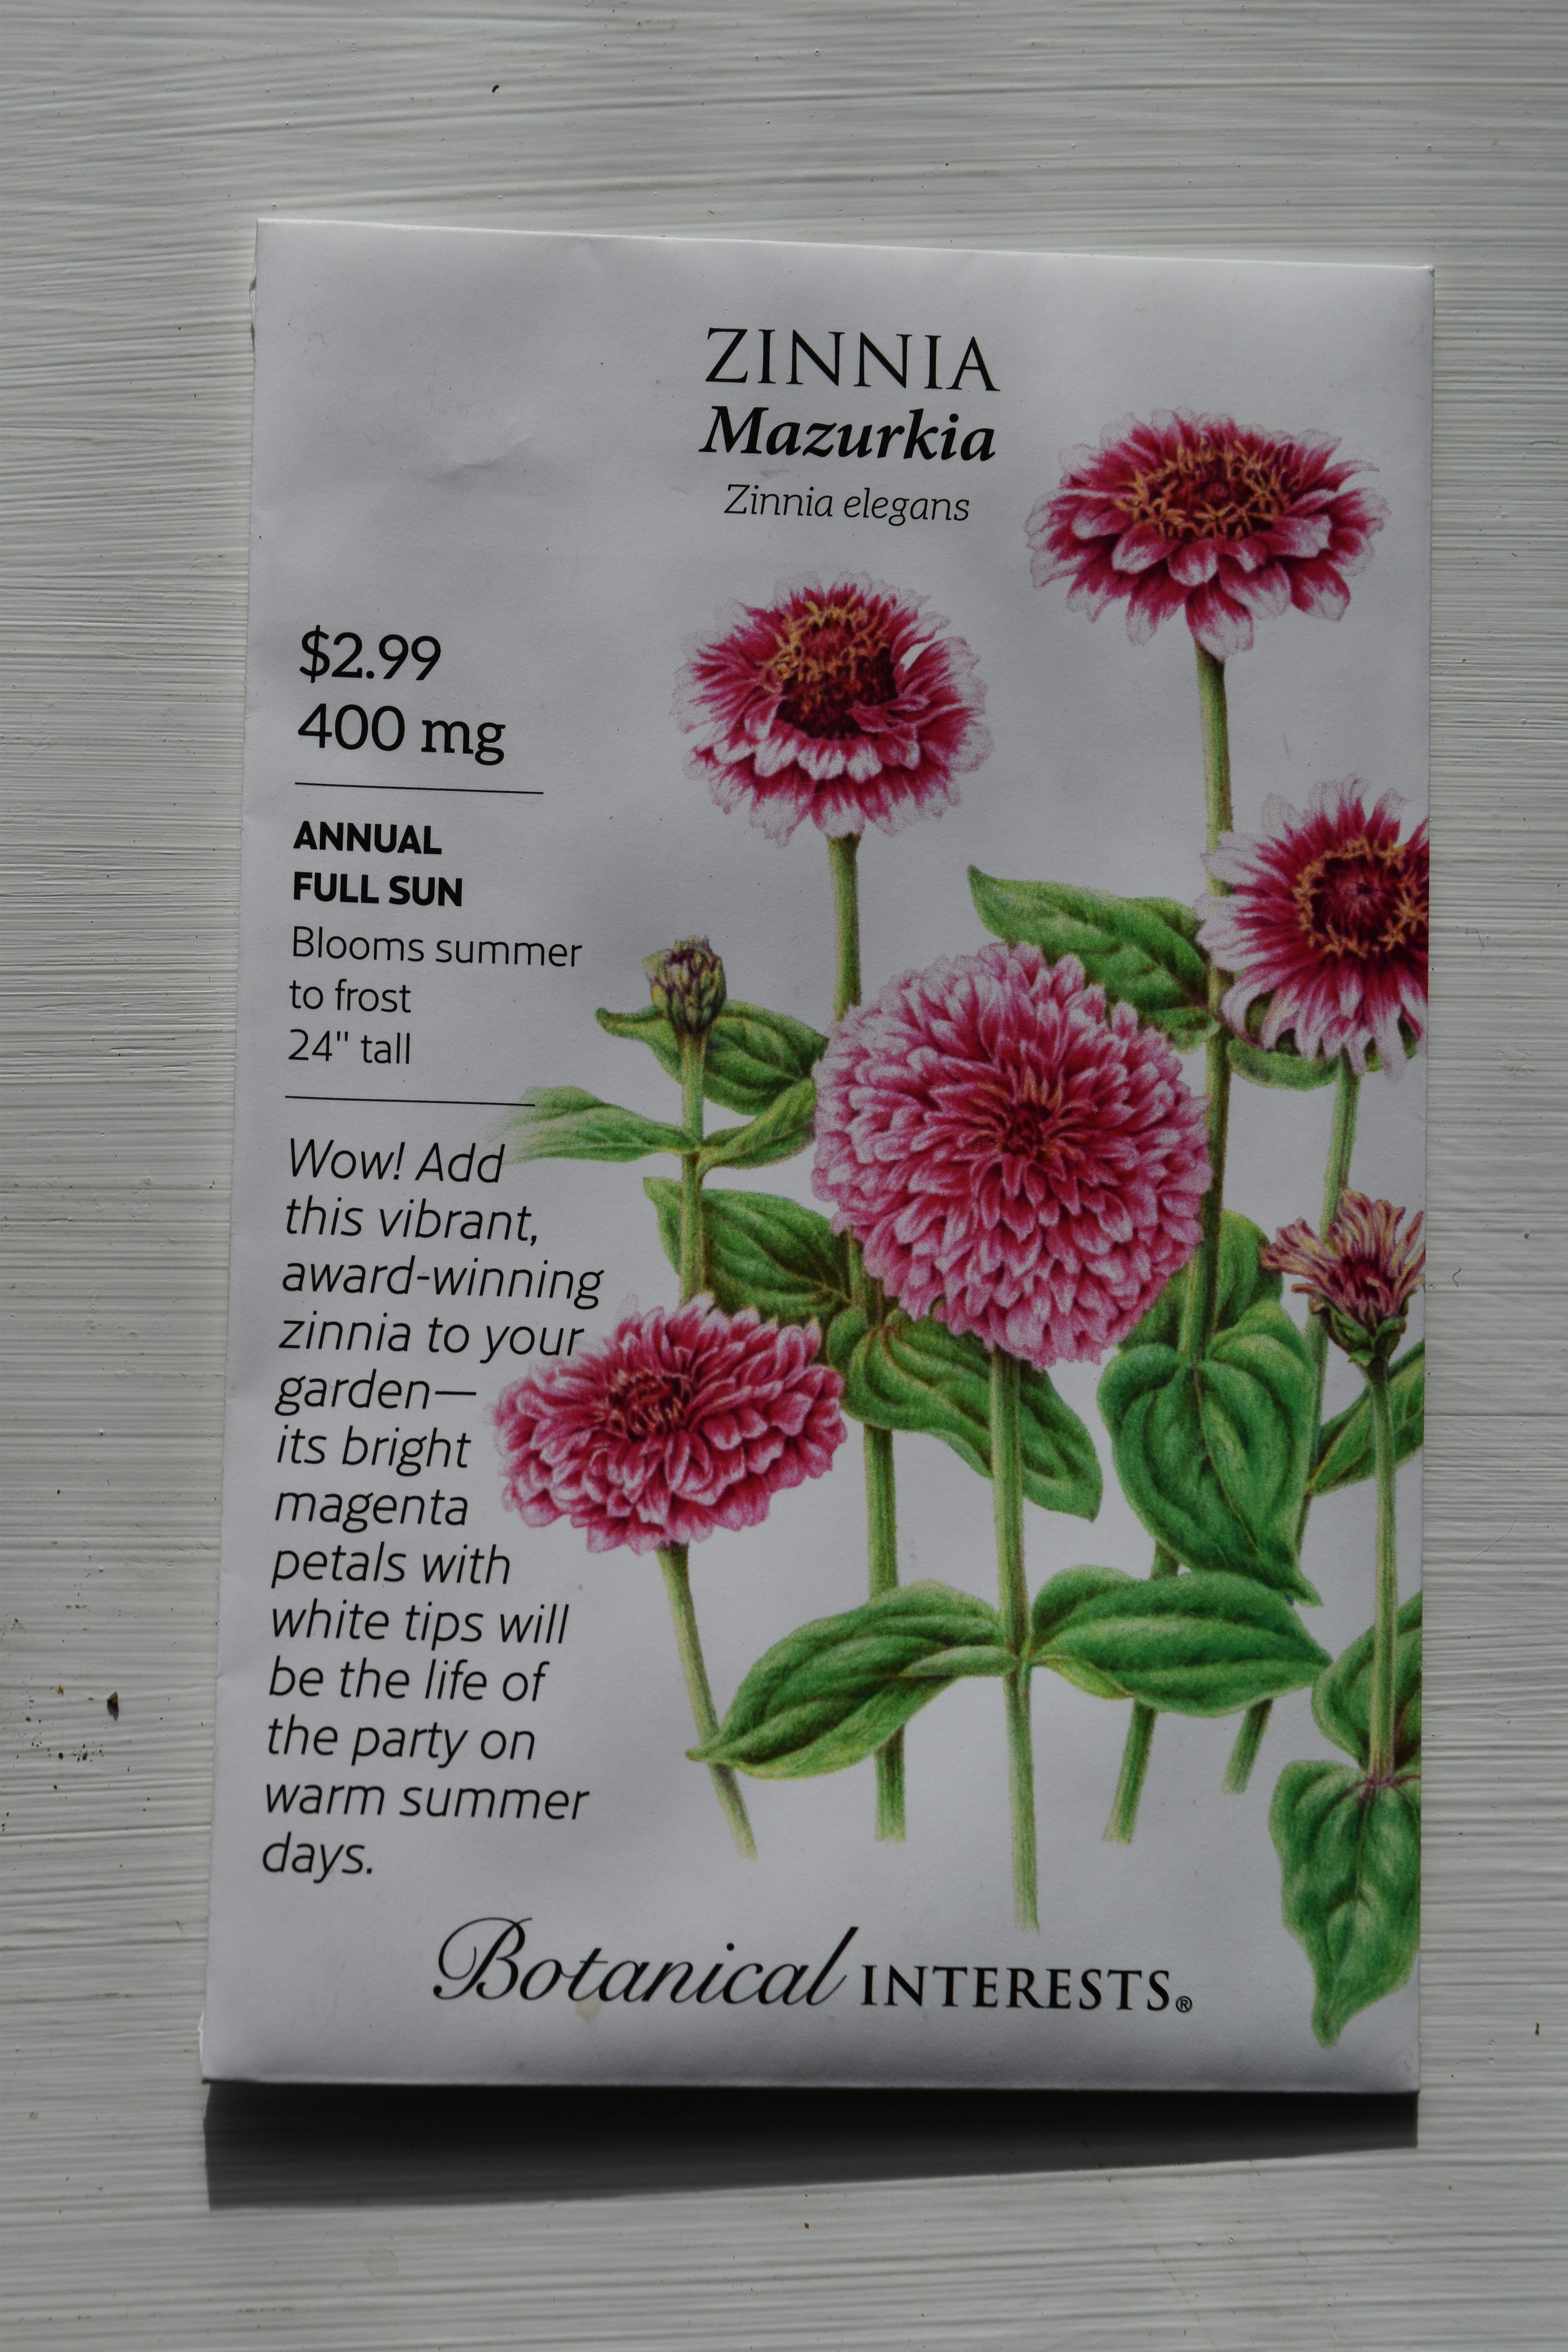 ZINNIA
Mazurkia
Zinnia elegans
$2.99
400 mg
ANNUAL
FULL SUN
Blooms summer
to frost
24" tall
Wow! Add
this vibrant,
award-winning
zinnia to your
garden—
its bright
magenta
petals with
white tips will
be the life of
the party on
warm summer
days.
Botanical INTERESTS®